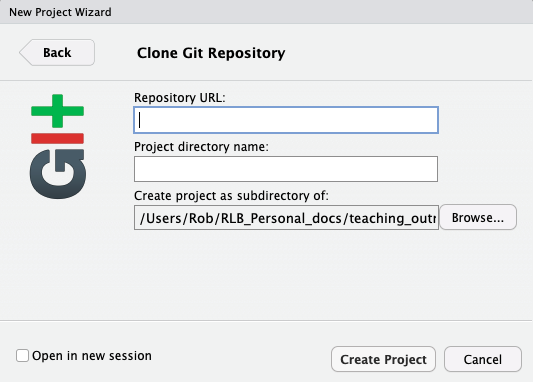 New Project Wizard
Back
Clone Git Repository
git
Repository URL:
Project directory name:
Create project as subdirectory of:
/Users/Rob/RLB_Personal_docs/teaching_outr
Browse...
Open in new session
Create Project
Cancel